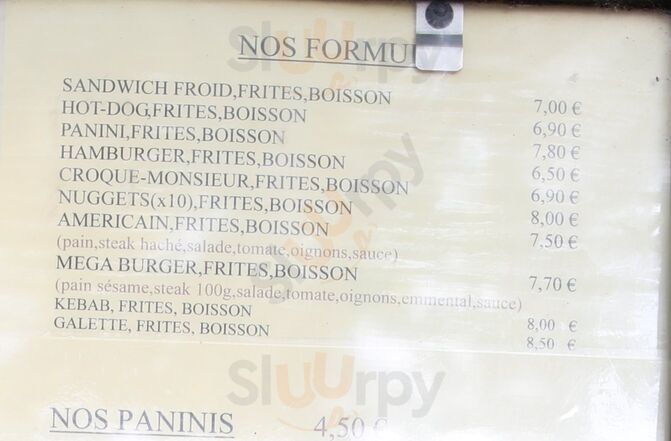 NOS FORMU
SANDWICH FROID,FRITES,BOISSON 7,00 €
HOT-DOG,FRITES,BOISSON 6,90 €
PANINI,FRITES,BOISSON 7,80 €
HAMBURGER,FRITES,BOISSON 6,50 €
CROQUE-MONSIEUR,FRITES,BOISSON 6,90 €
NUGGETS(x10),FRITES,BOISSON 8,00 €
AMERICAIN,FRITES,BOISSON 7,50 €
(pain,steak haché,salade,tomate,oignons,sauce)
MEGA BURGER,FRITES,BOISSON 7,70 €
(pain sésame,steak 100g,salade,tomate,oignons,emmental,sauce)
KEBAB, FRITES, BOISSON 8,00 €
GALETTE, FRITES, BOISSON 8,50 €
NOS PANINIS 4,50 €
Sluurpy
Sluurpy
Sluurpy